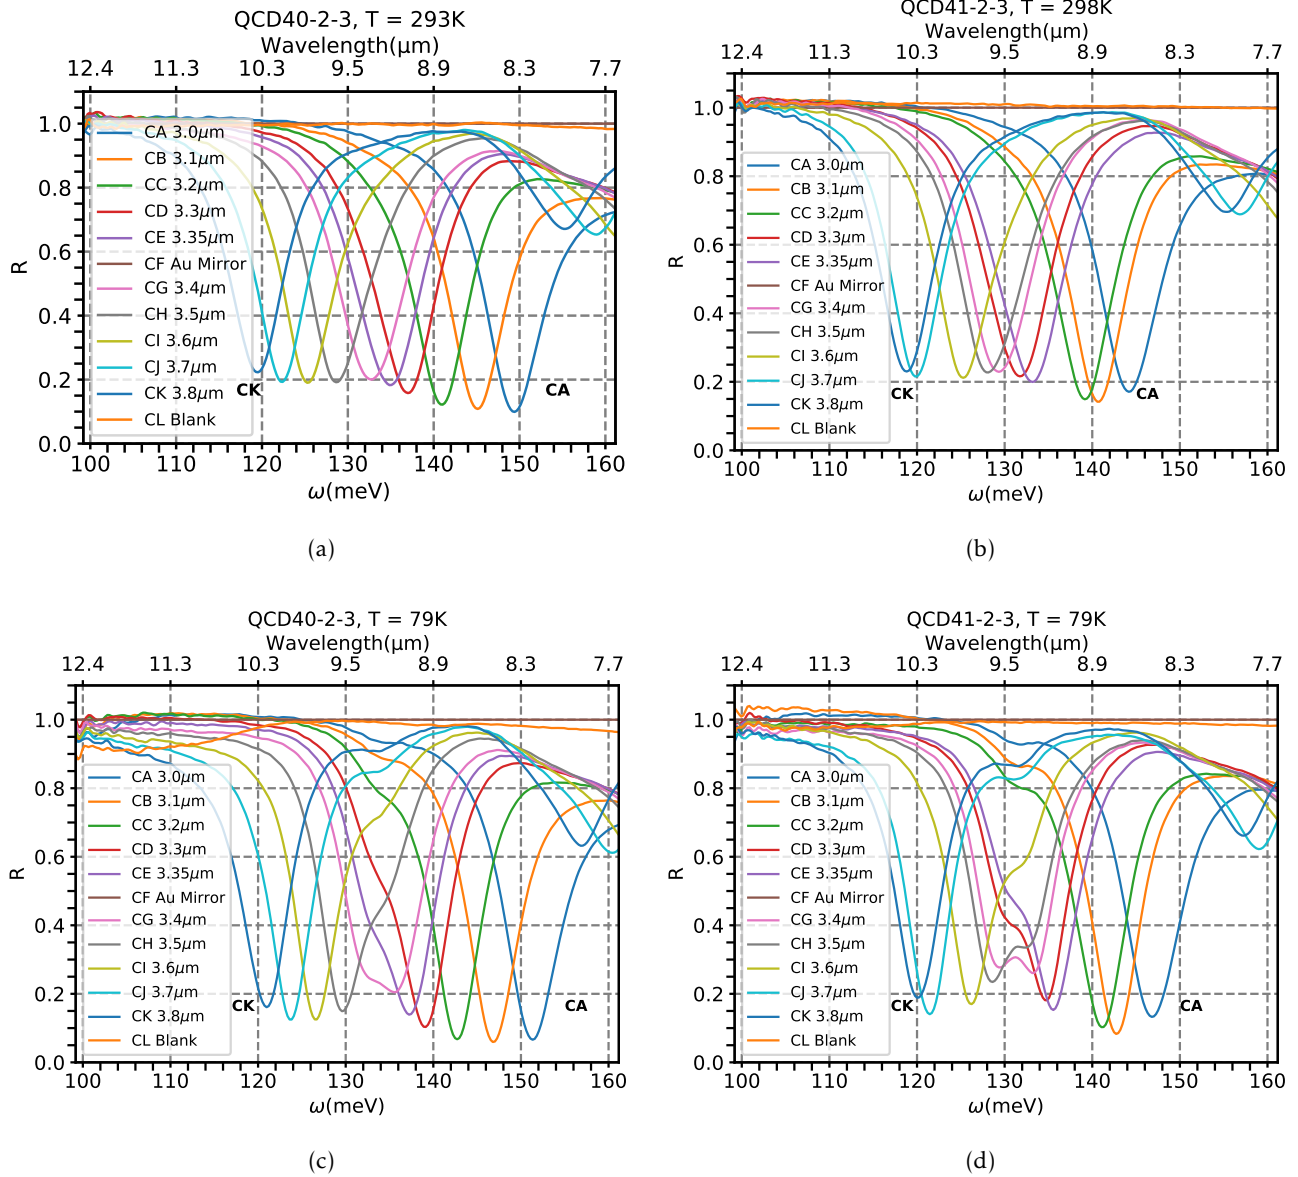 QCD40-2-3, T = 293K
Wavelength(μm)
12.4 11.3 10.3 9.5 8.9 8.3 7.7
1.0
0.8
0.6
0.4
0.2
0.0
R
CA 3.0μm
CB 3.1μm
CC 3.2μm
CD 3.3μm
CE 3.35μm
CF Au Mirror
CG 3.4μm
CH 3.5μm
CI 3.6μm
CJ 3.7μm
CK 3.8μm
CL Blank
CK
CA
100 110 120 130 140 150 160
ω(meV)
(a)
QCD41-2-3, T = 298K
Wavelength(μm)
12.4 11.3 10.3 9.5 8.9 8.3 7.7
1.0
0.8
0.6
0.4
0.2
0.0
R
CA 3.0μm
CB 3.1μm
CC 3.2μm
CD 3.3μm
CE 3.35μm
CF Au Mirror
CG 3.4μm
CH 3.5μm
CI 3.6μm
CJ 3.7μm
CK 3.8μm
CL Blank
CK
CA
100 110 120 130 140 150 160
ω(meV)
(b)
QCD40-2-3, T = 79K
Wavelength(μm)
12.4 11.3 10.3 9.5 8.9 8.3 7.7
1.0
0.8
0.6
0.4
0.2
0.0
R
CA 3.0μm
CB 3.1μm
CC 3.2μm
CD 3.3μm
CE 3.35μm
CF Au Mirror
CG 3.4μm
CH 3.5μm
CI 3.6μm
CJ 3.7μm
CK 3.8μm
CL Blank
CK
CA
100 110 120 130 140 150 160
ω(meV)
(c)
QCD41-2-3, T = 79K
Wavelength(μm)
12.4 11.3 10.3 9.5 8.9 8.3 7.7
1.0
0.8
0.6
0.4
0.2
0.0
R
CA 3.0μm
CB 3.1μm
CC 3.2μm
CD 3.3μm
CE 3.35μm
CF Au Mirror
CG 3.4μm
CH 3.5μm
CI 3.6μm
CJ 3.7μm
CK 3.8μm
CL Blank
CK
CA
100 110 120 130 140 150 160
ω(meV)
(d)